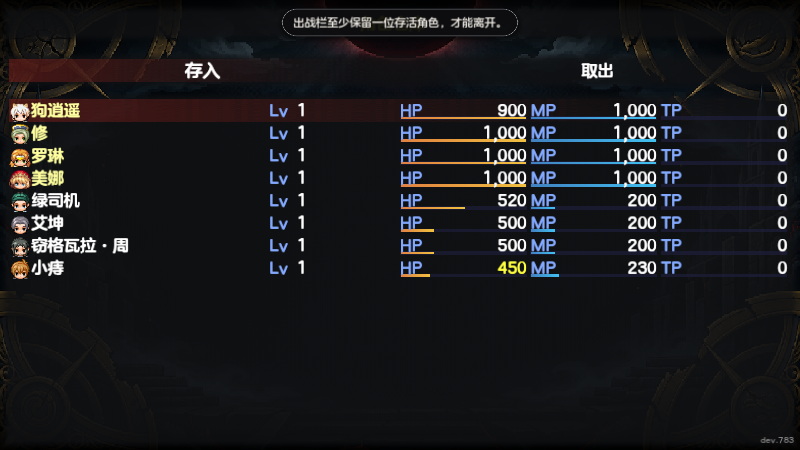 出战栏至少保留一位存活角色，才能离开。
存入 取出
狗逍遥 Lv 1 HP 900 MP 1,000 TP 0
修 Lv 1 HP 1,000 MP 1,000 TP 0
罗琳 Lv 1 HP 1,000 MP 1,000 TP 0
美娜 Lv 1 HP 1,000 MP 1,000 TP 0
绿司机 Lv 1 HP 520 MP 200 TP 0
艾坤 Lv 1 HP 500 MP 200 TP 0
窃格瓦拉·周 Lv 1 HP 500 MP 200 TP 0
小痔 Lv 1 HP 450 MP 230 TP 0
dev.783